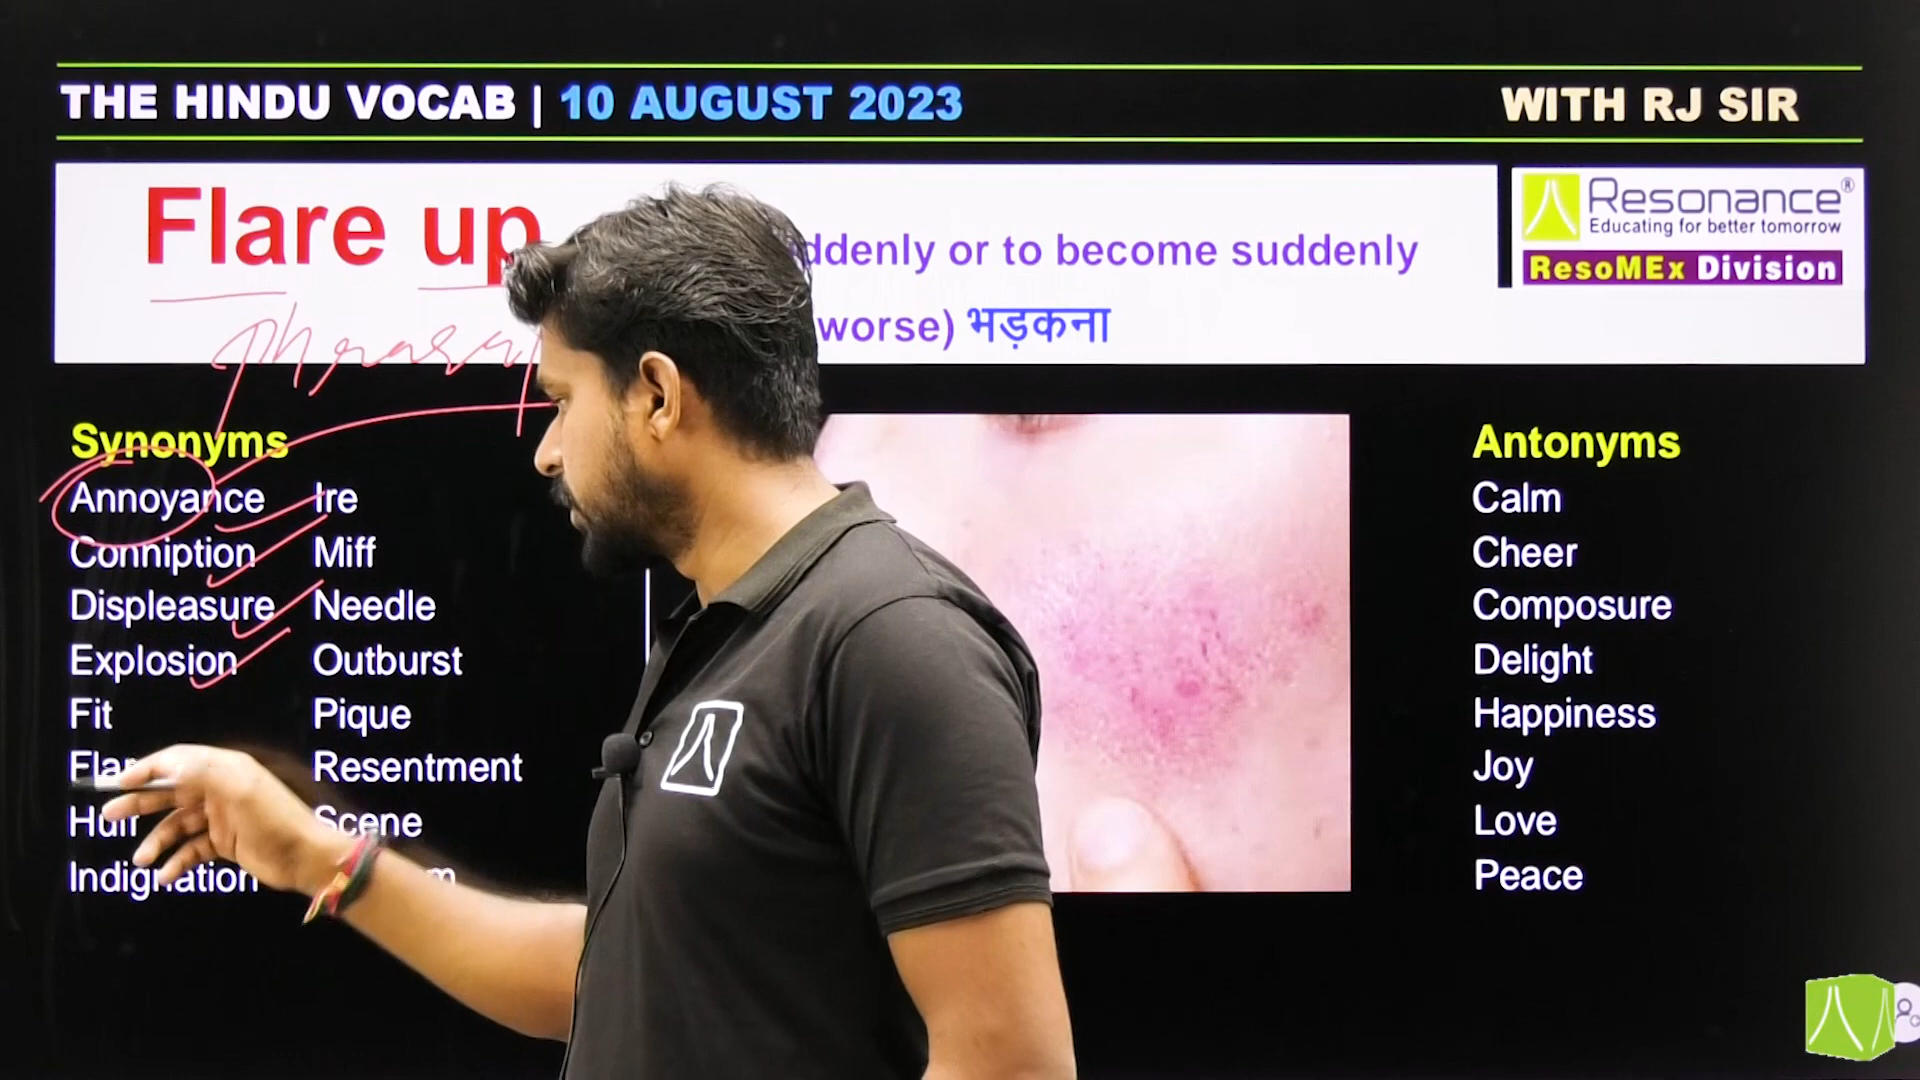 THE HINDU VOCAB | 10 AUGUST 2023
WITH RJ SIR
Flare up
or to become suddenly
worse) भड़कना
Resonance®
Educating for better tomorrow
ResoMEx Division
Synonyms
Annoyance Ire
Conniption Miff
Displeasure Needle
Explosion Outburst
Fit Pique
Resentment
Huff Scene
Indignation
Antonyms
Calm
Cheer
Composure
Delight
Happiness
Joy
Love
Peace